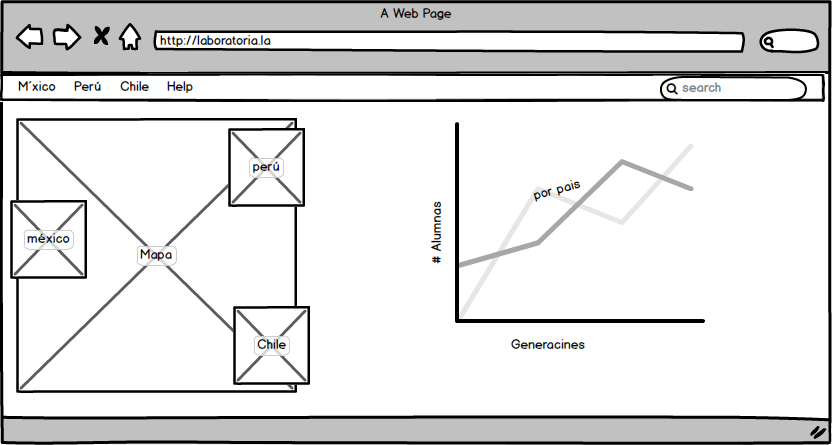 A Web Page
http://laboratoria.la
M´xico Perú Chile Help
search
perú
méxico
Mapa
Chile
por pais
# Alumnas
Generacines